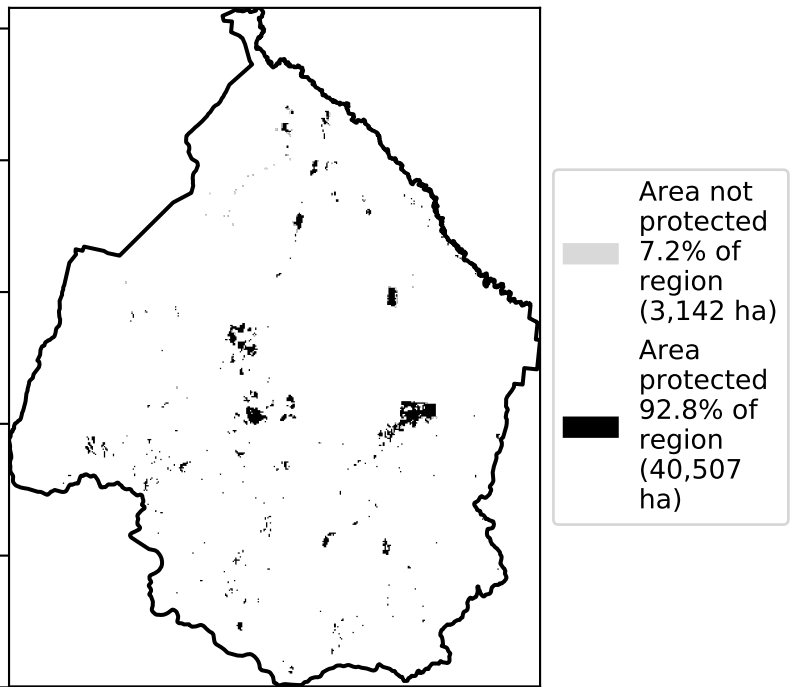 Area not
protected
7.2% of
region
(3,142 ha)
Area
protected
92.8% of
region
(40,507
ha)